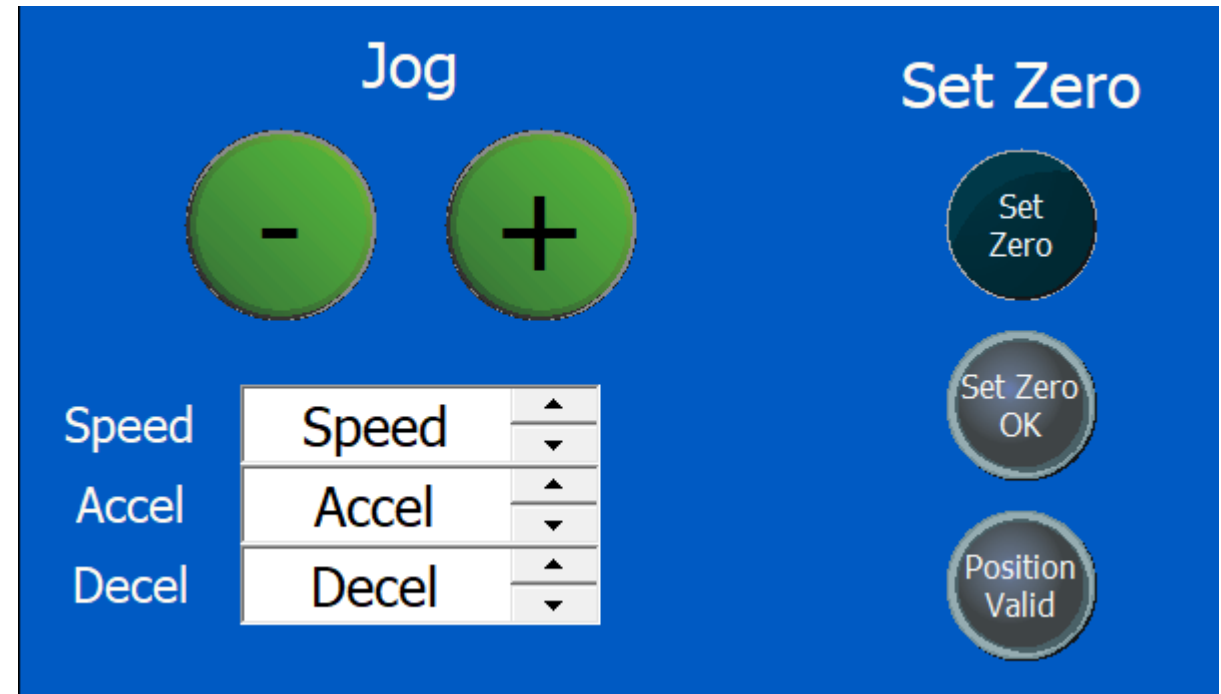 Jog
Set Zero
-
+
Set
Zero
Set Zero
OK
Speed
Speed
Accel
Accel
Decel
Decel
Position
Valid